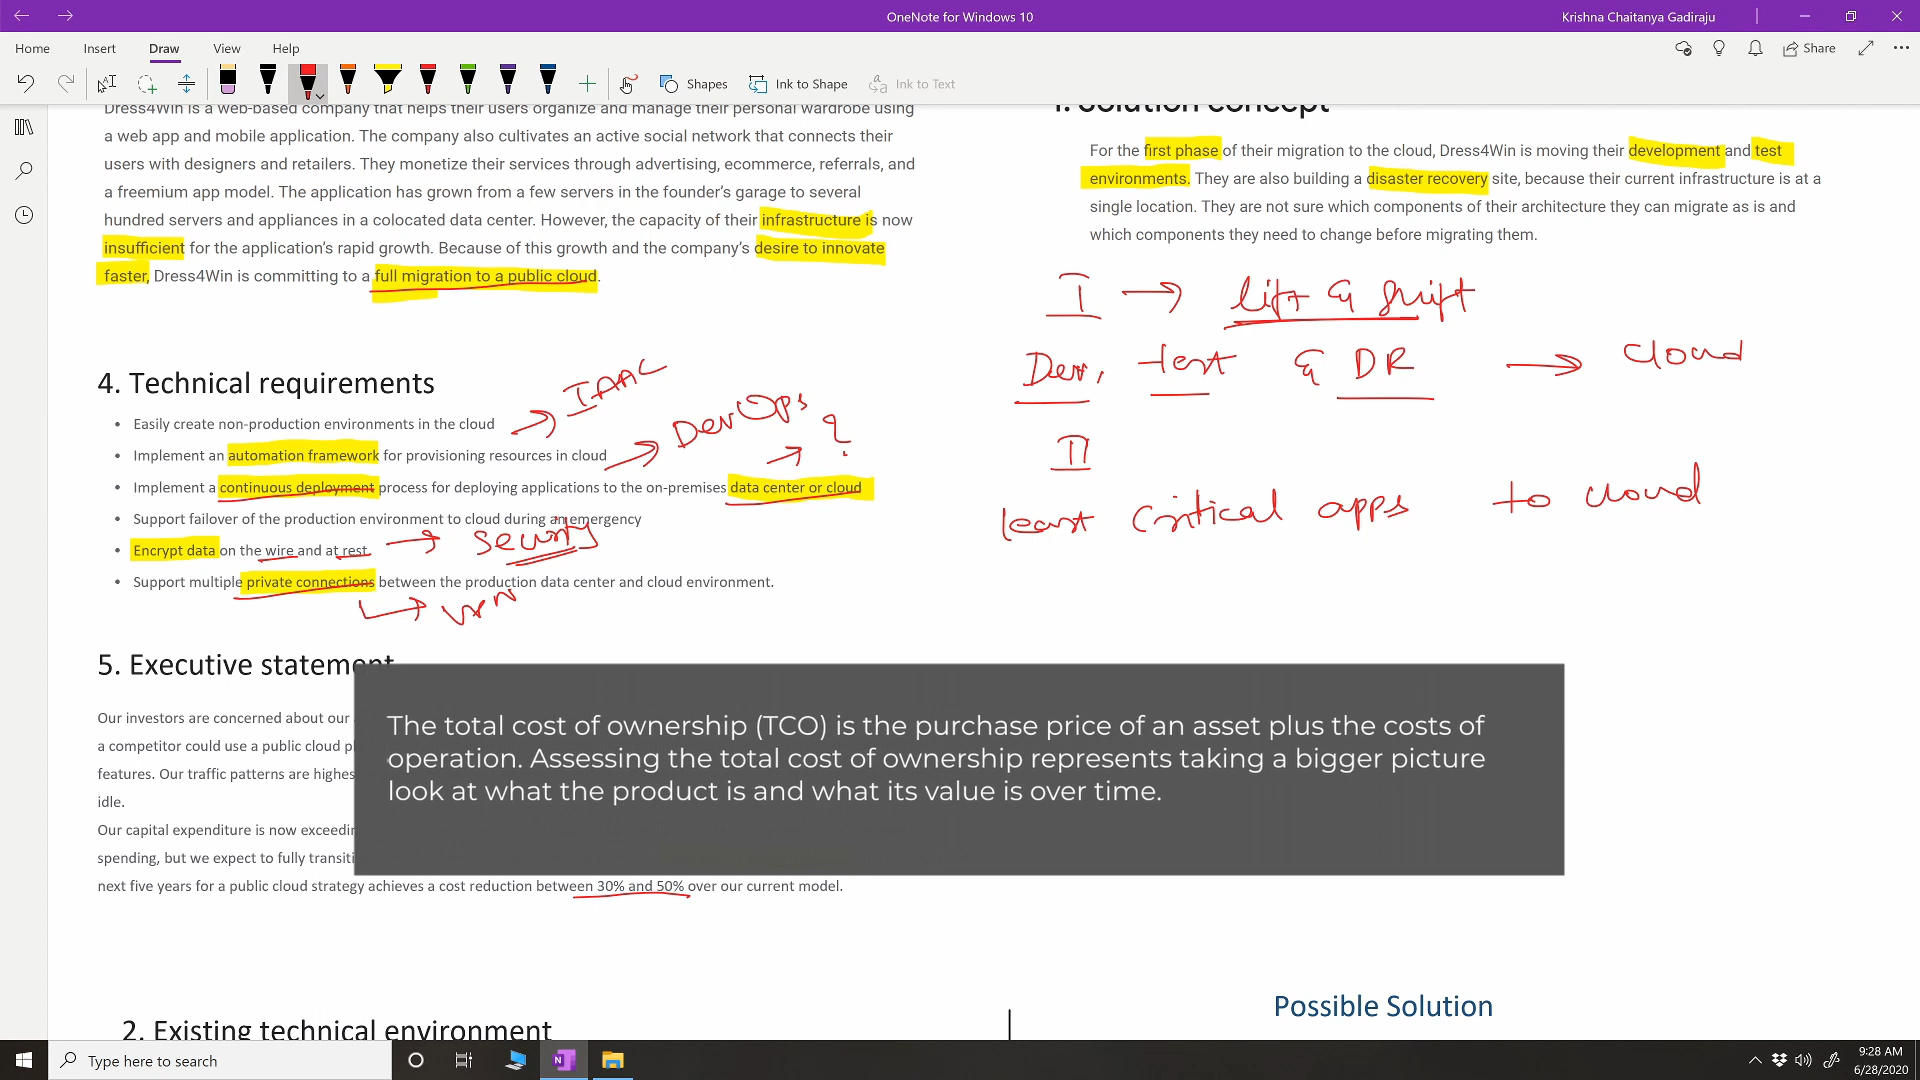 OneNote for Windows 10
Krishna Chaitanya Gadiraju
Home Insert Draw View Help
Share
Shapes
Ink to Shape
Ink to Text
Dress4Win is a web-based company that helps their users organize and manage their personal wardrobe using
a web app and mobile application. The company also cultivates an active social network that connects their
users with designers and retailers. They monetize their services through advertising, ecommerce, referrals, and
a freemium app model. The application has grown from a few servers in the founder's garage to several
hundred servers and appliances in a colocated data center. However, the capacity of their infrastructure is now
insufficient for the application's rapid growth. Because of this growth and the company's desire to innovate
faster, Dress4Win is committing to a full migration to a public cloud.
4. Technical requirements
• Easily create non-production environments in the cloud
IAAC
• Implement an automation framework for provisioning resources in cloud
DevOps
?
• Implement a continuous deployment process for deploying applications to the on-premises data center or cloud
• Support failover of the production environment to cloud during an emergency
• Encrypt data on the wire and at rest.
Security
• Support multiple private connections between the production data center and cloud environment.
VPN
5. Executive statement
Our investors are concerned about our
a competitor could use a public cloud
features. Our traffic patterns are highes
idle.
Our capital expenditure is now exceedin
spending, but we expect to fully transiti
next five years for a public cloud strategy achieves a cost reduction between 30% and 50% over our current model.
The total cost of ownership (TCO) is the purchase price of an asset plus the costs of
operation. Assessing the total cost of ownership represents taking a bigger picture
look at what the product is and what its value is over time.
2. Existing technical environment
1. Solution concept
For the first phase of their migration to the cloud, Dress4Win is moving their development and test
environments. They are also building a disaster recovery site, because their current infrastructure is at a
single location. They are not sure which components of their architecture they can migrate as is and
which components they need to change before migrating them.
I → lift & shift
Dev, test & DR → cloud
II
least critical apps to cloud
Possible Solution
Type here to search
9:28 AM
6/28/2020